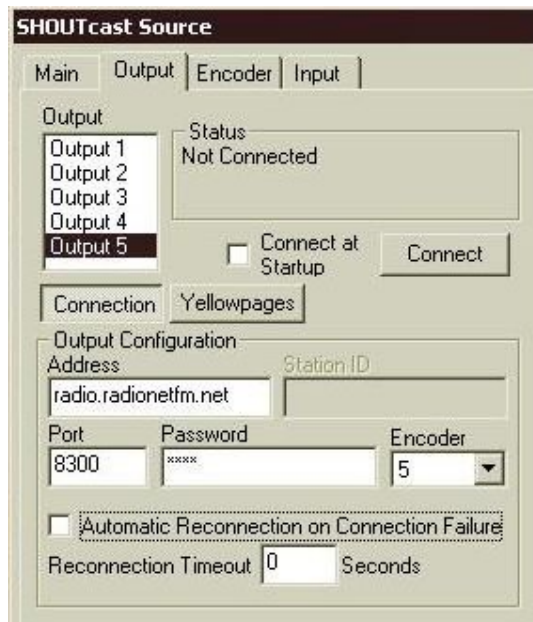 SHOUTcast Source
Main Output Encoder Input
Output
Output 1
Output 2
Output 3
Output 4
Output 5
Status
Not Connected
Connect at
Startup
Connect
Connection Yellowpages
Output Configuration
Address Station ID
radio.radionetfm.net
Port Password Encoder
8300 **** 5
Automatic Reconnection on Connection Failure
Reconnection Timeout 0 Seconds